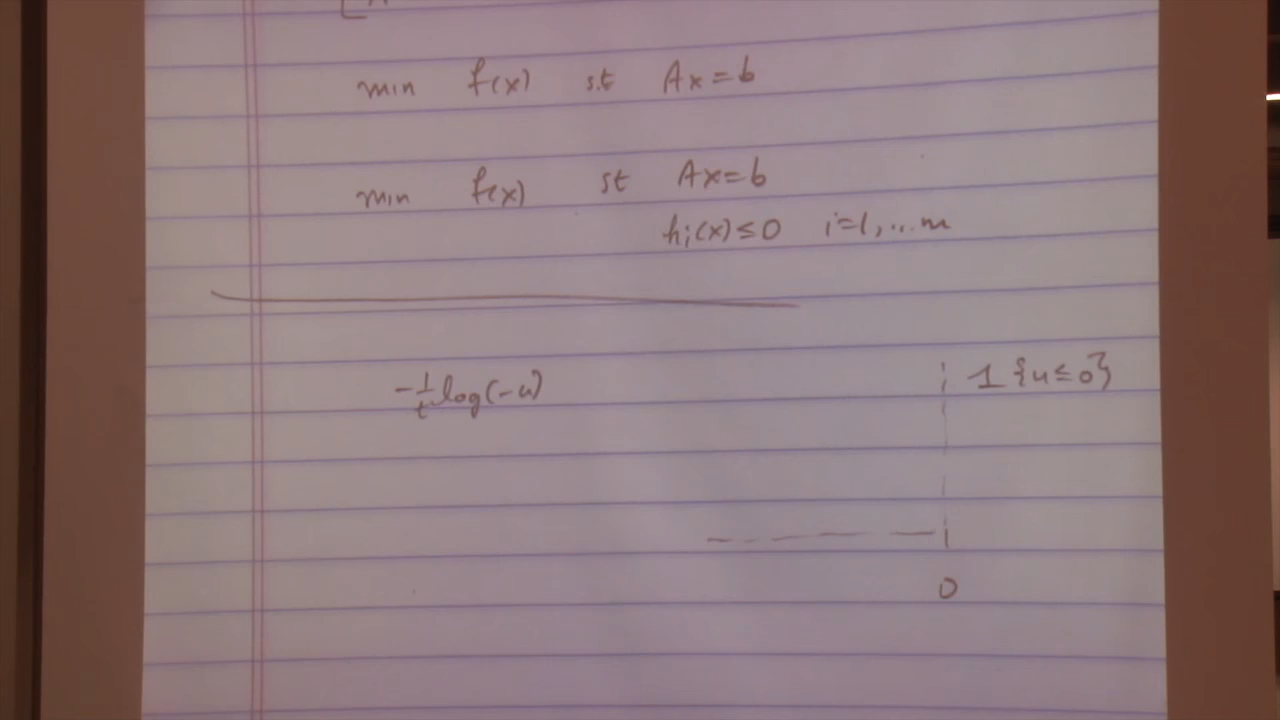 min f(x) s.t Ax=b
min f(x) st Ax=b
hi(x)≤0 i=1,...m
-1/t log(-u) 1{u≤0}
0